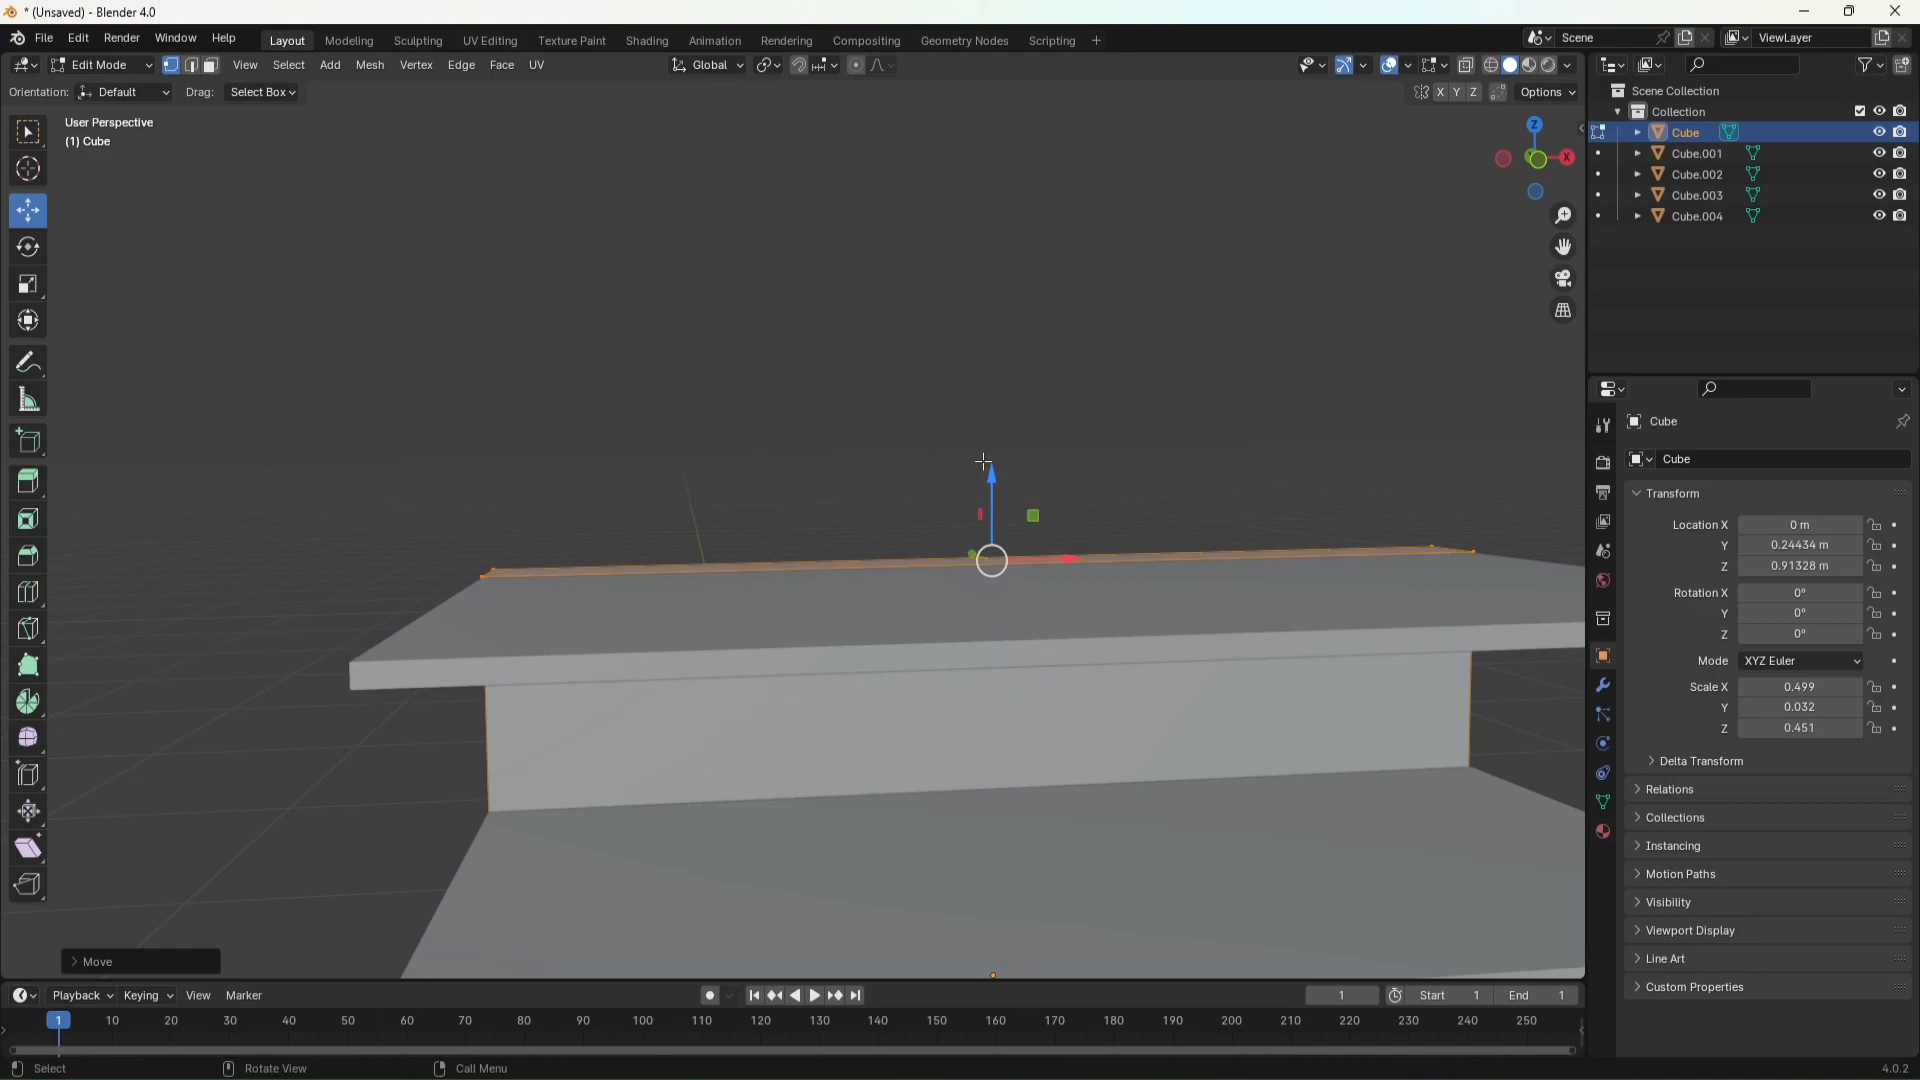 * (Unsaved) - Blender 4.0
File Edit Render Window Help Layout Modeling Sculpting UV Editing Texture Paint Shading Animation Rendering Compositing Geometry Nodes Scripting + Scene ViewLayer
Edit Mode View Select Add Mesh Vertex Edge Face UV Global
Orientation: Default Drag: Select Box X Y Z Options
User Perspective
(1) Cube
Z
X
Scene Collection
Collection
Cube
Cube.001
Cube.002
Cube.003
Cube.004
Cube
Cube
Transform
Location X 0 m
Y 0.24434 m
Z 0.91328 m
Rotation X 0°
Y 0°
Z 0°
Mode XYZ Euler
Scale X 0.499
Y 0.032
Z 0.451
Delta Transform
Relations
Collections
Instancing
Motion Paths
Visibility
Viewport Display
Line Art
Custom Properties
Move
Playback Keying View Marker 1 Start 1 End 1
1 10 20 30 40 50 60 70 80 90 100 110 120 130 140 150 160 170 180 190 200 210 220 230 240 250
Select Rotate View Call Menu 4.0.2